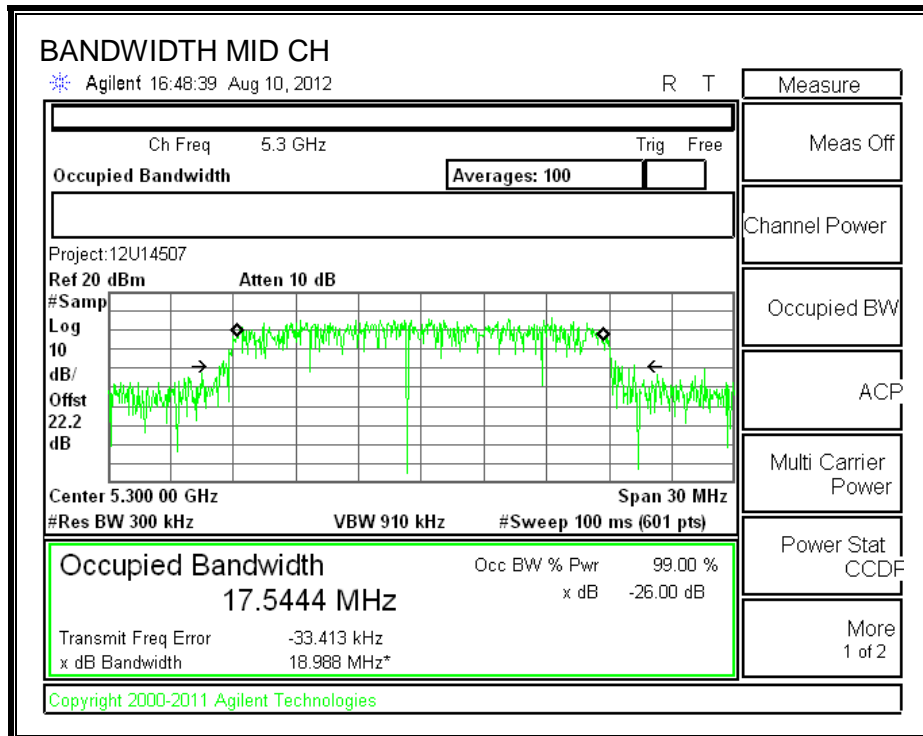 BANDWIDTH MID CH
Agilent 16:48:39 Aug 10, 2012 R T
Measure
Ch Freq 5.3 GHz Trig Free
Occupied Bandwidth Averages: 100
Project:12U14507
Ref 20 dBm Atten 10 dB
#Samp
Log
10
dB/
Offst
22.2
dB
Center 5.300 00 GHz Span 30 MHz
#Res BW 300 kHz VBW 910 kHz #Sweep 100 ms (601 pts)
Occupied Bandwidth Occ BW % Pwr 99.00 %
17.5444 MHz x dB -26.00 dB
Transmit Freq Error -33.413 kHz
x dB Bandwidth 18.988 MHz*
Copyright 2000-2011 Agilent Technologies
Meas Off
Channel Power
Occupied BW
ACP
Multi Carrier
Power
Power Stat
CCDF
More
1 of 2